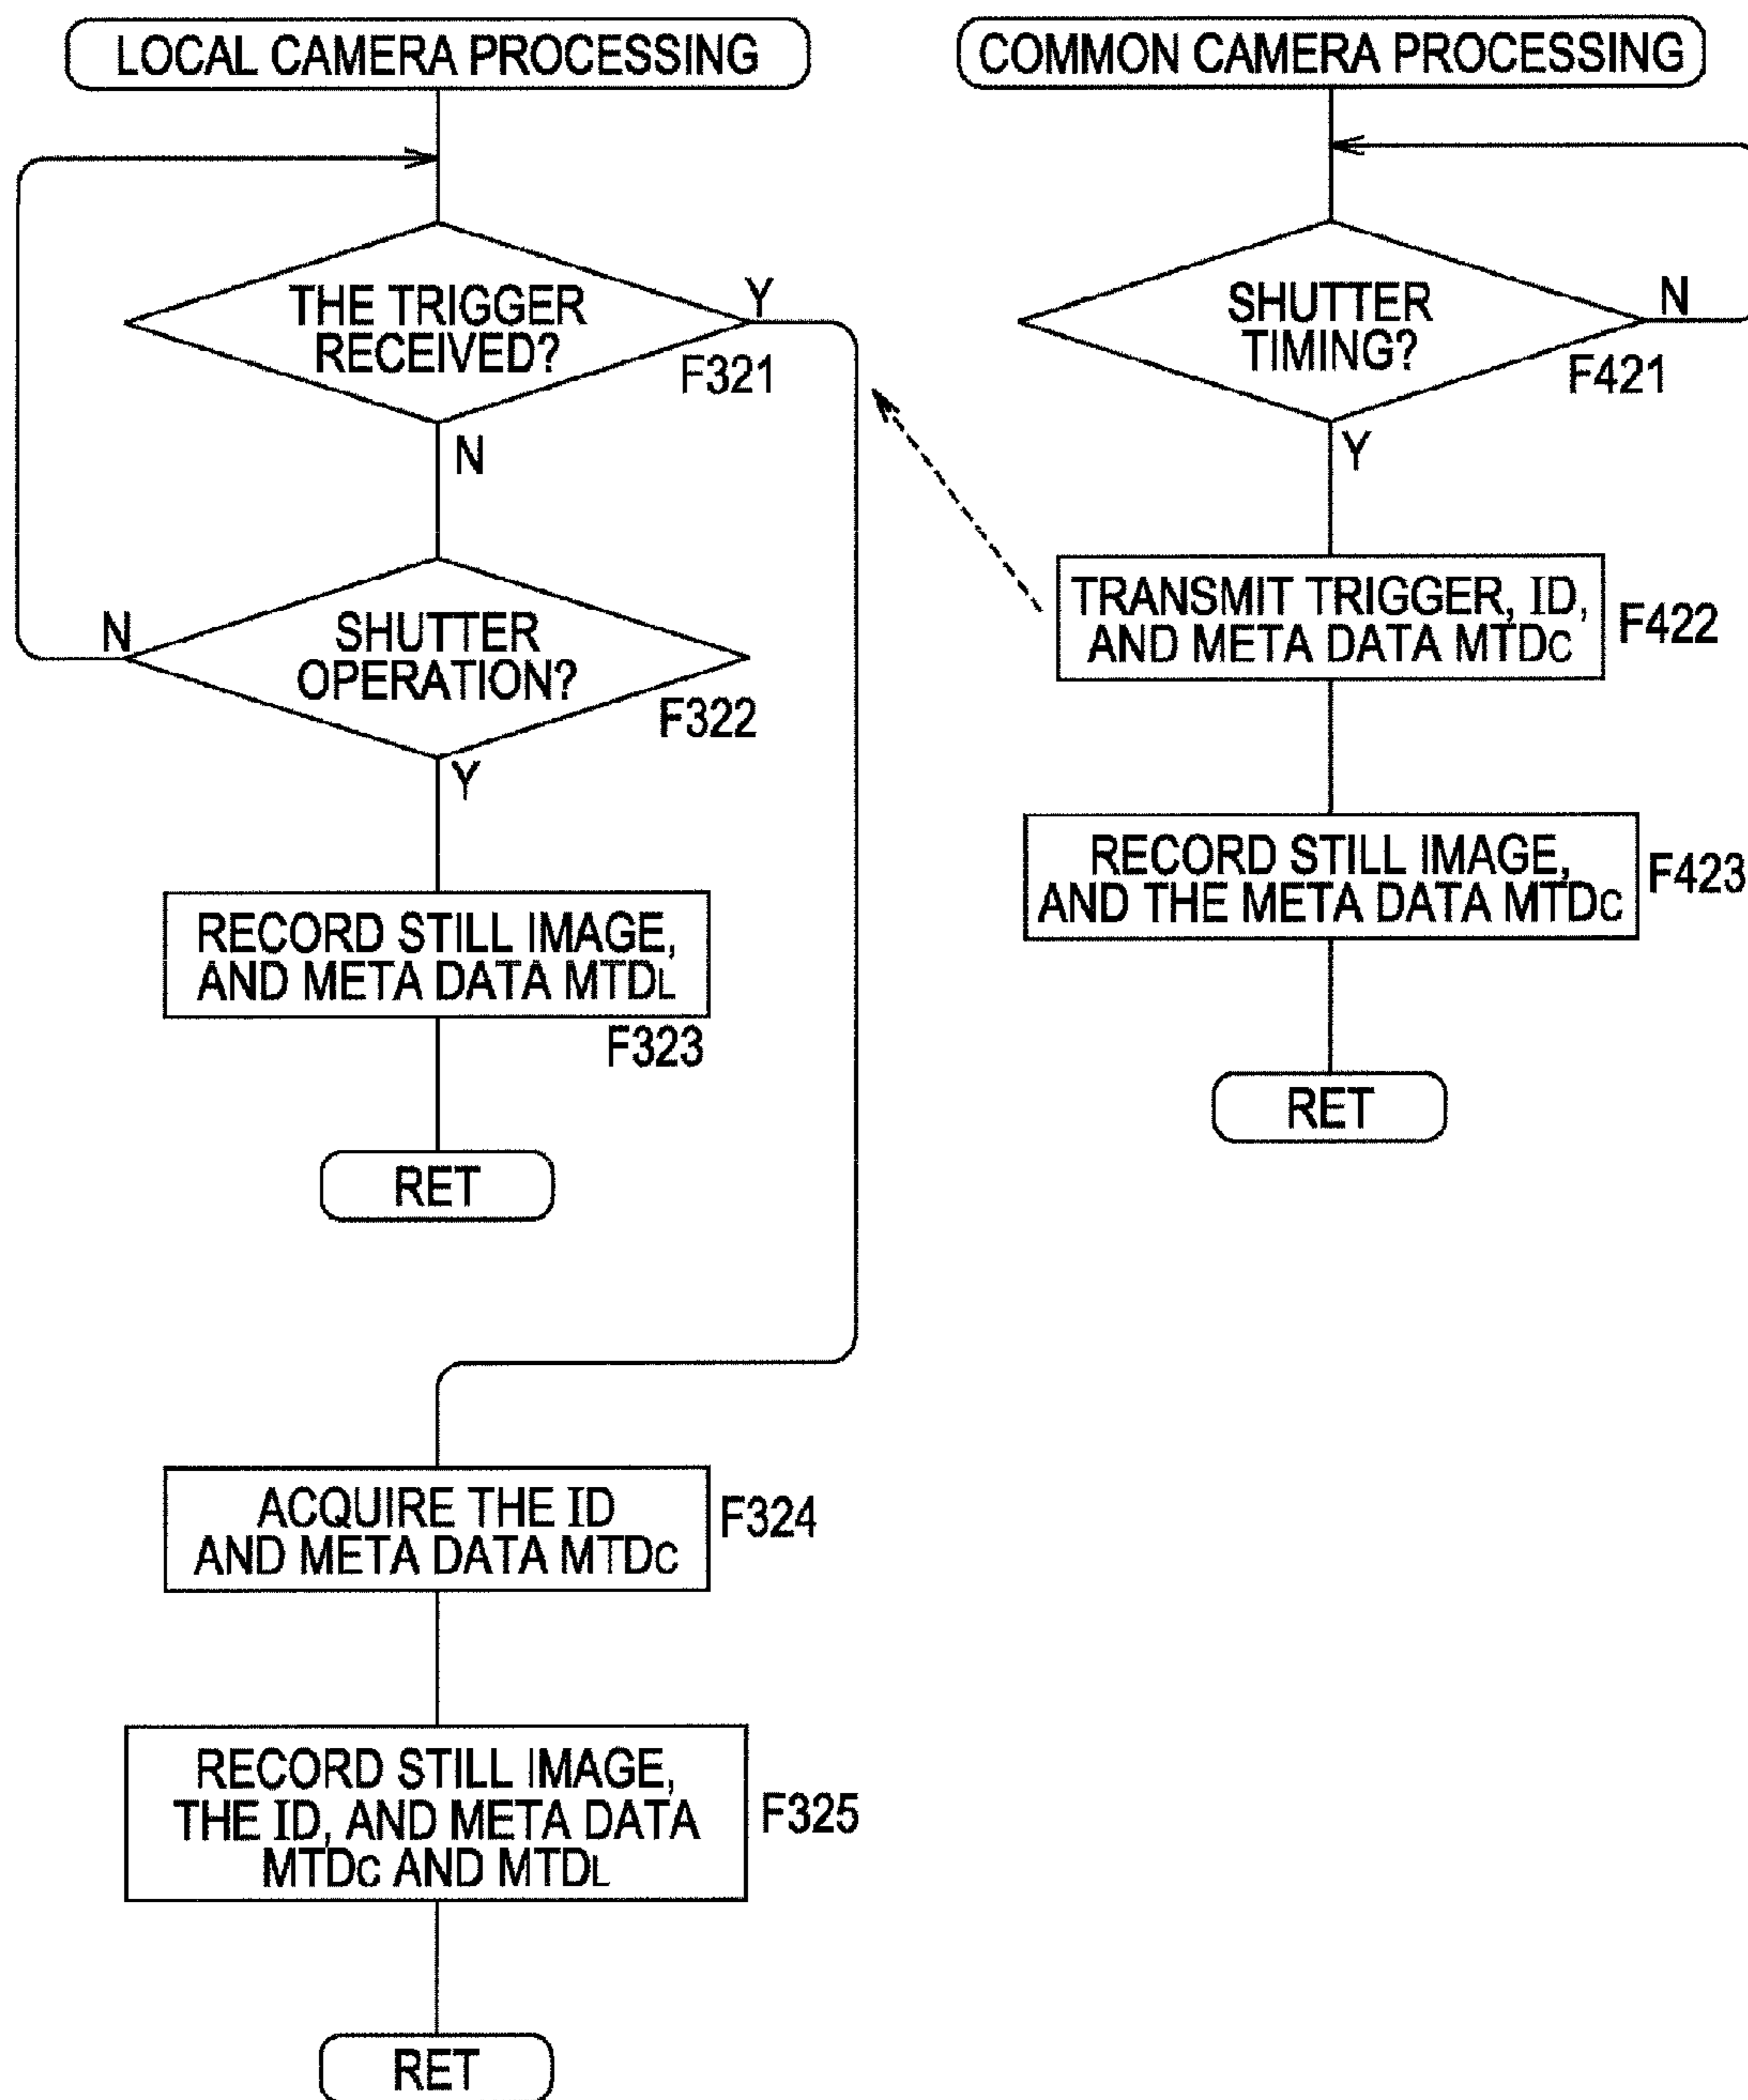 LOCAL CAMERA PROCESSING
THE TRIGGER
RECEIVED?
Y
F321
N
SHUTTER
OPERATION?
N
F322
Y
RECORD STILL IMAGE,
AND META DATA MTDL
F323
RET
ACQUIRE THE ID
AND META DATA MTDC
F324
RECORD STILL IMAGE,
THE ID, AND META DATA
MTDC AND MTDL
F325
RET
COMMON CAMERA PROCESSING
SHUTTER
TIMING?
N
F421
Y
TRANSMIT TRIGGER, ID,
AND META DATA MTDC
F422
RECORD STILL IMAGE,
AND THE META DATA MTDC
F423
RET